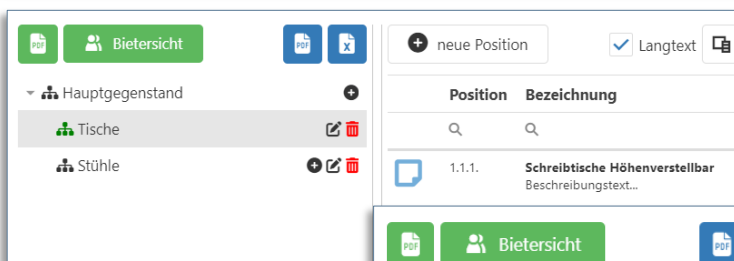 PDF Bietersicht PDF X
Hauptgegenstand
Tische
Stühle
neue Position Langtext
Position Bezeichnung
1.1.1. Schreibtische Höhenverstellbar
Beschreibungstext...
PDF Bietersicht PDF